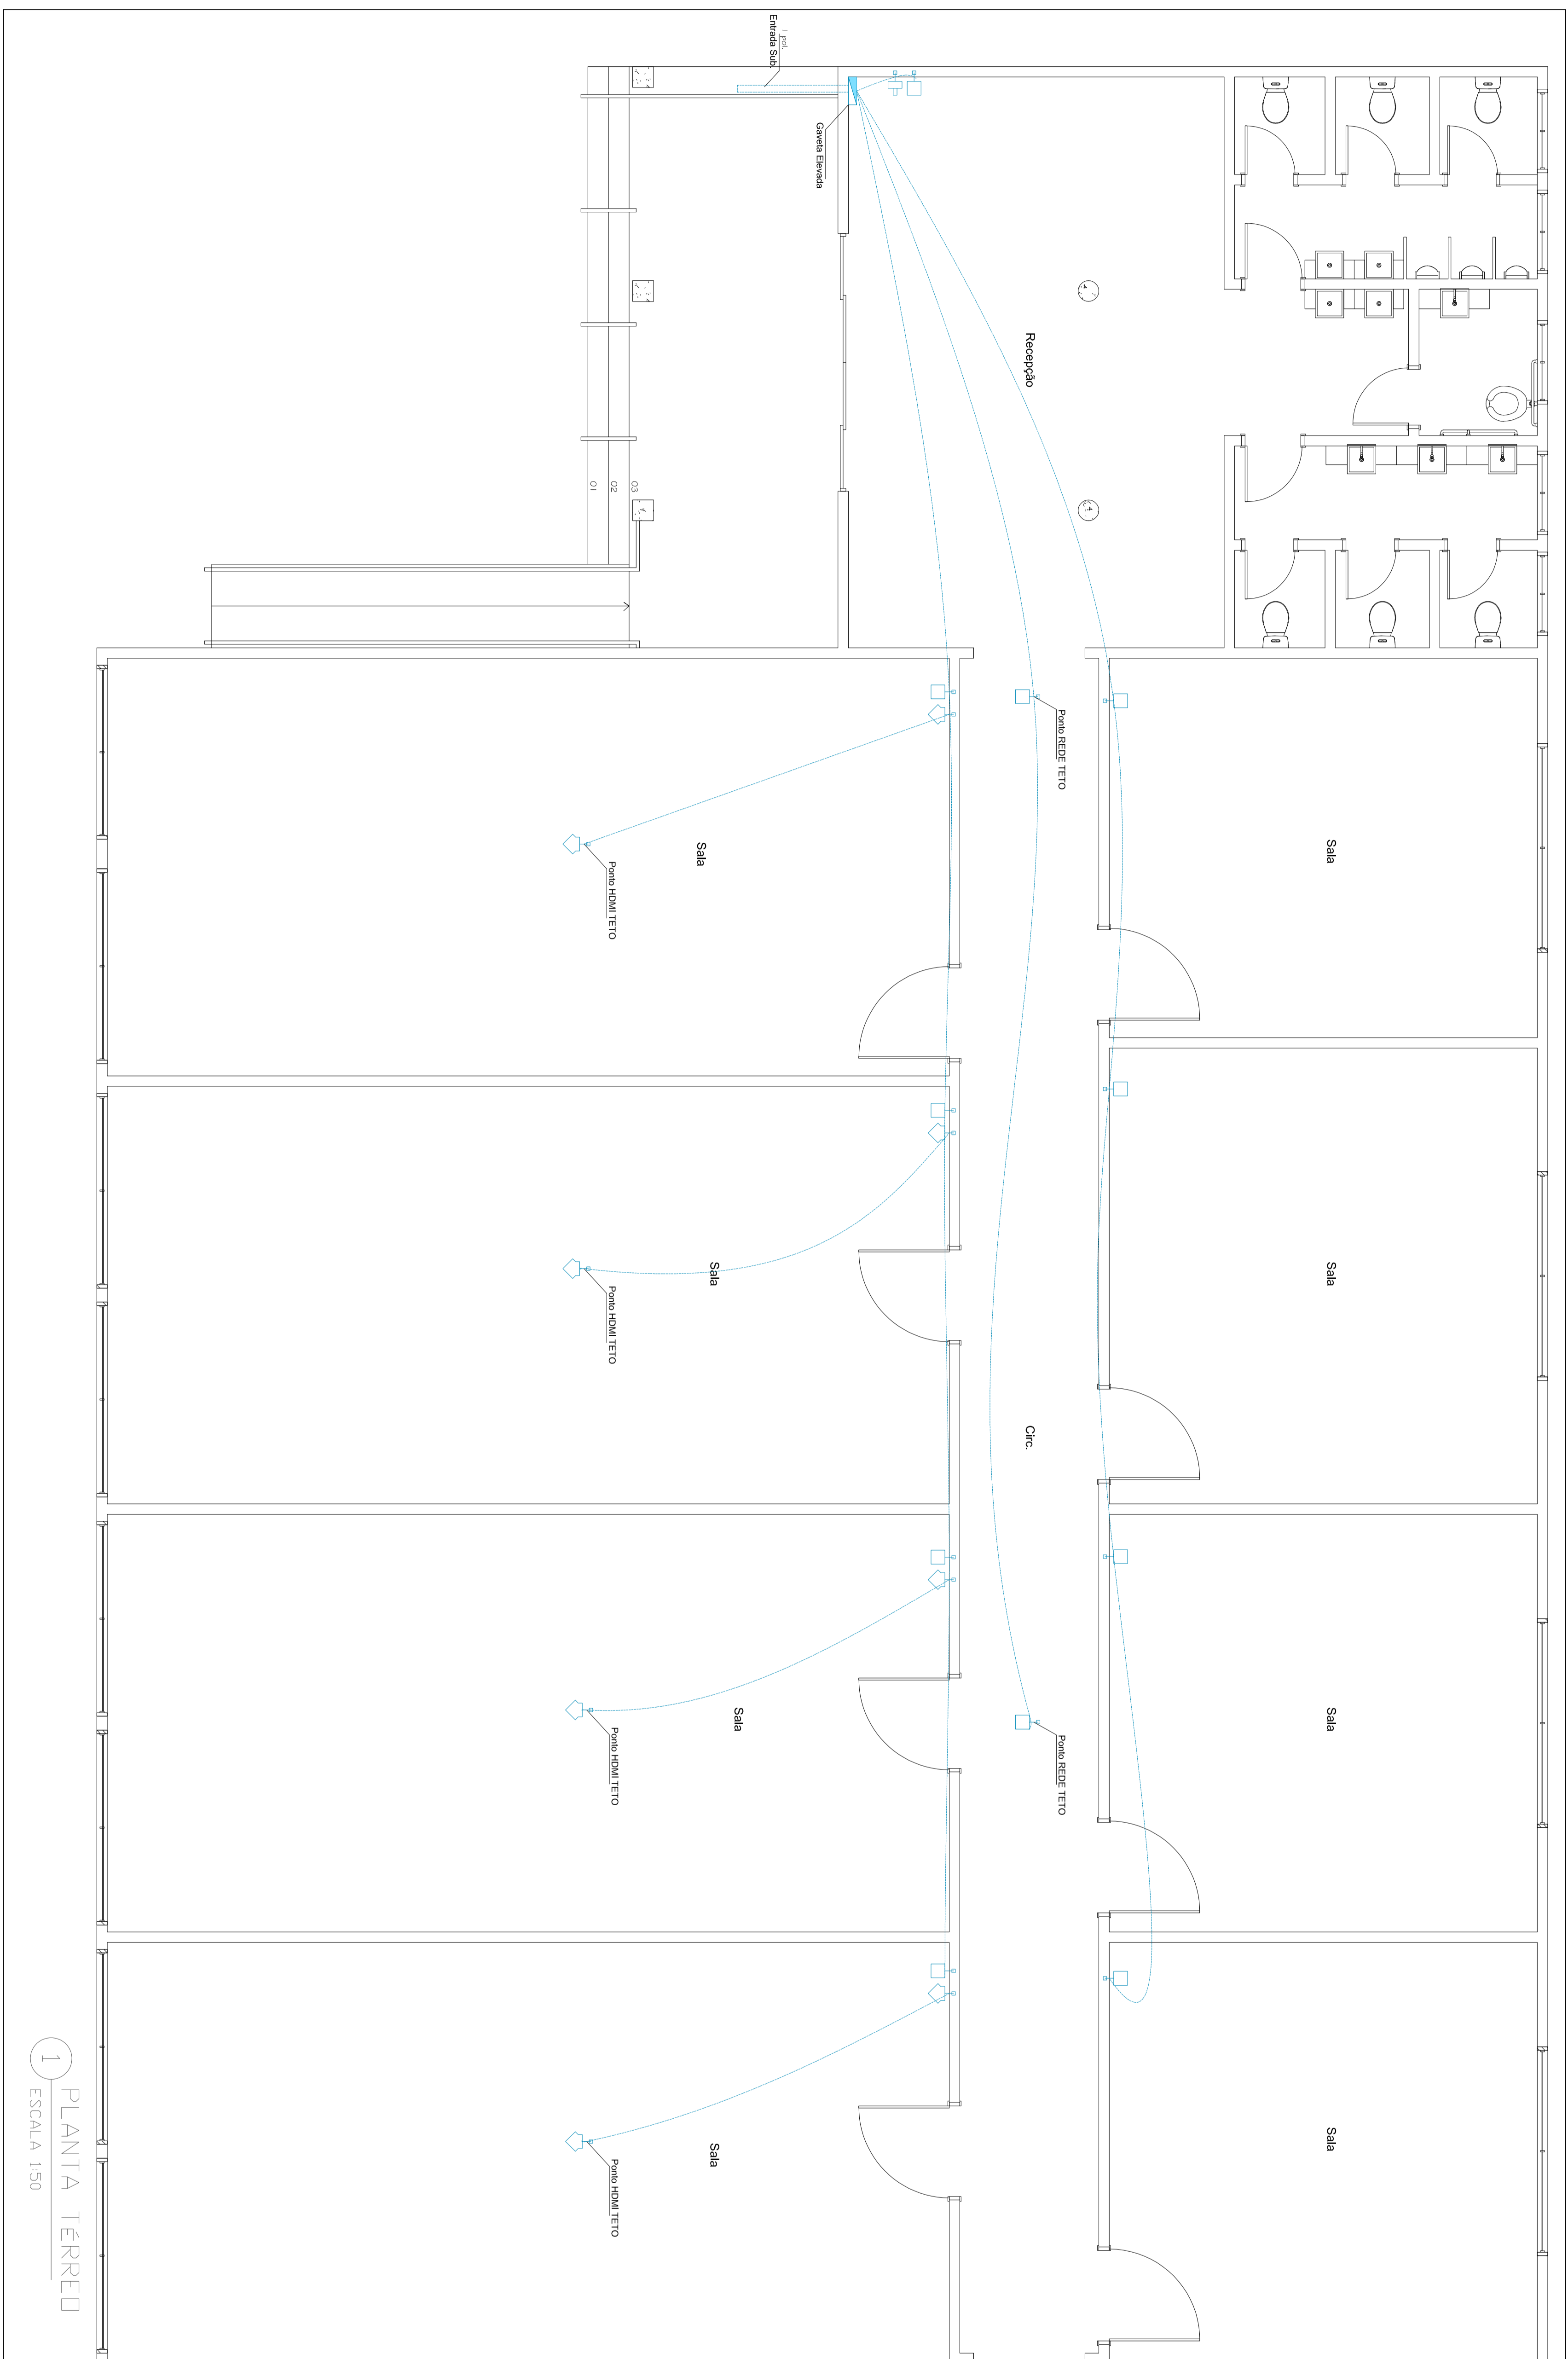 1 pol.
Entrada Sub.
Gaveta Elevada
Recepção
03
02
01
Ponto REDE TETO
Sala
Sala
Ponto HDMI TETO
Sala
Sala
Ponto HDMI TETO
Circ.
Sala
Sala
Ponto REDE TETO
Ponto HDMI TETO
Sala
Sala
Ponto HDMI TETO
1
PLANTA TÉRREO
ESCALA 1:50